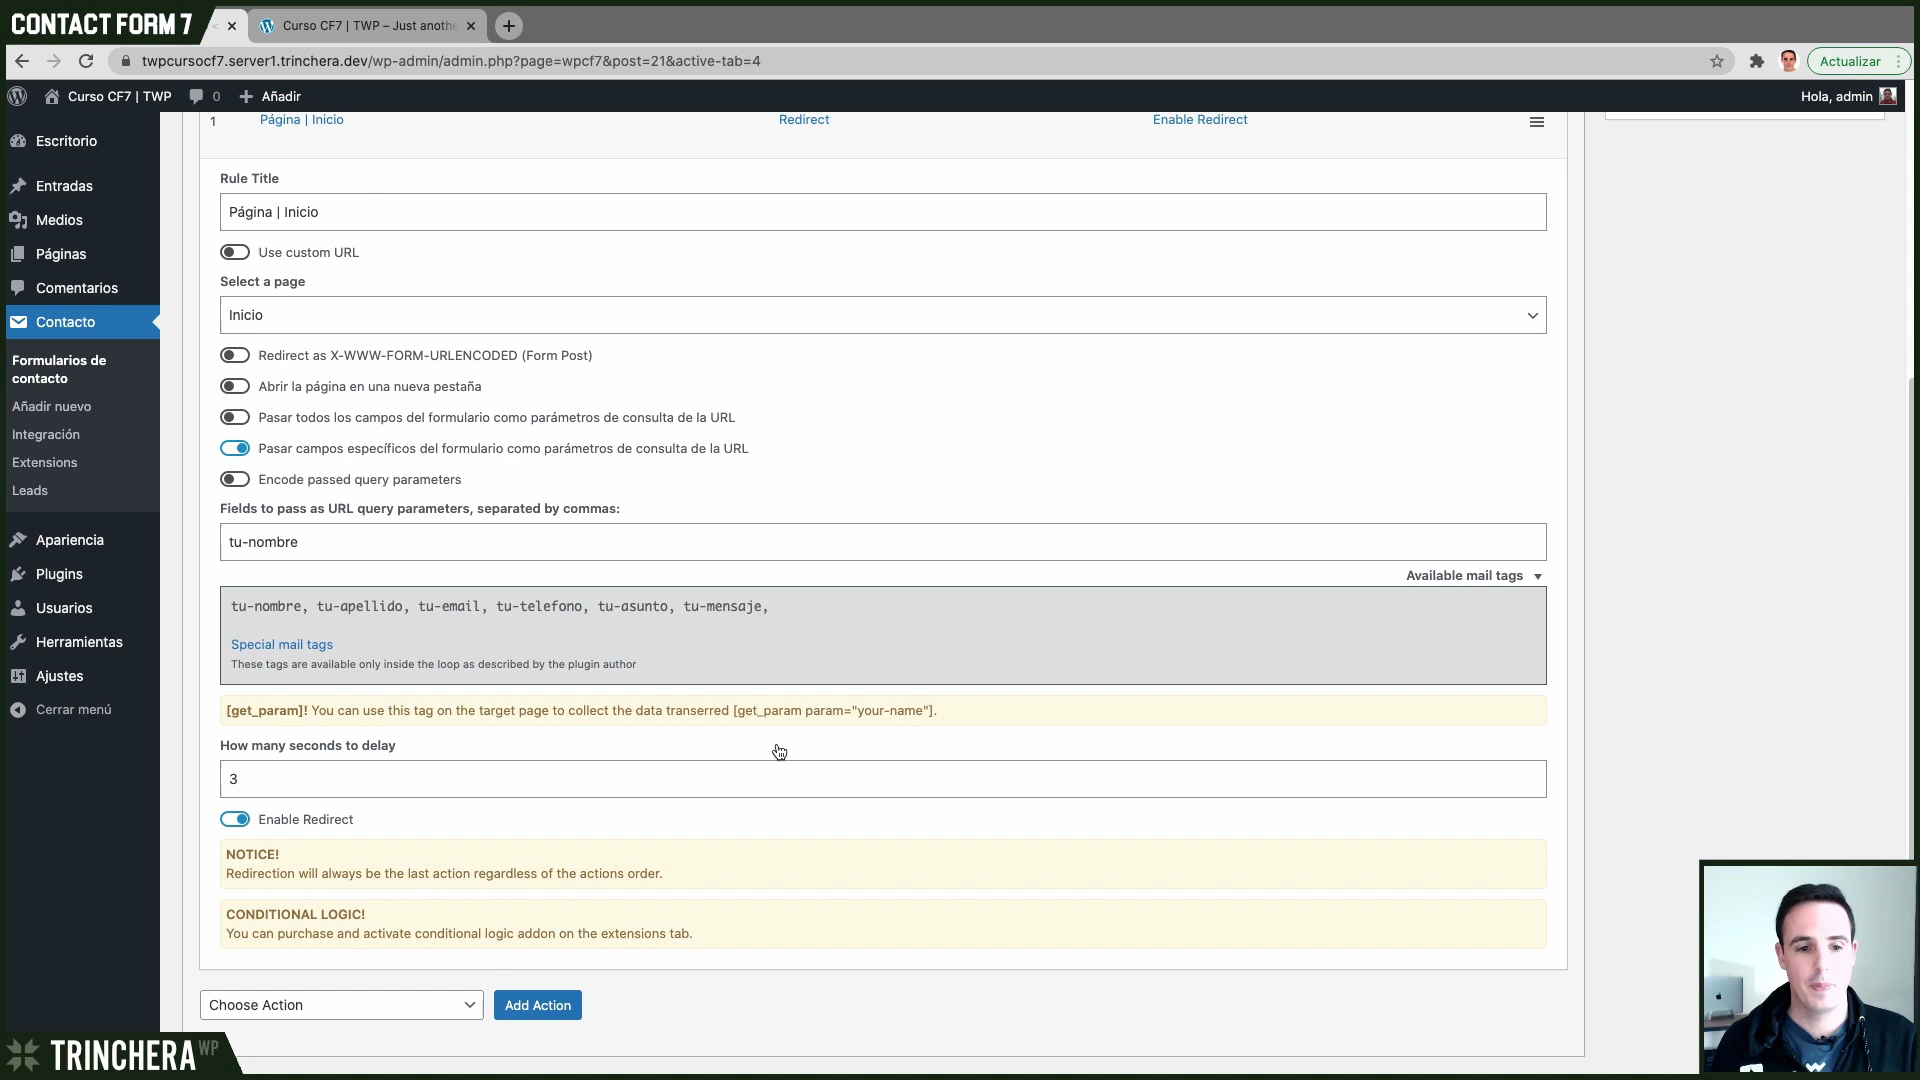 CONTACT FORM 7
Curso CF7 | TWP – Just anothe
twpcursocf7.server1.trinchera.dev/wp-admin/admin.php?page=wpcf7&post=21&active-tab=4
Actualizar
Curso CF7 | TWP
0
Añadir
Hola, admin
Escritorio
Entradas
Medios
Páginas
Comentarios
Contacto
Formularios de
contacto
Añadir nuevo
Integración
Extensions
Leads
Apariencia
Plugins
Usuarios
Herramientas
Ajustes
Cerrar menú
1 Página | Inicio Redirect Enable Redirect
Rule Title
Página | Inicio
Use custom URL
Select a page
Inicio
Redirect as X-WWW-FORM-URLENCODED (Form Post)
Abrir la página en una nueva pestaña
Pasar todos los campos del formulario como parámetros de consulta de la URL
Pasar campos específicos del formulario como parámetros de consulta de la URL
Encode passed query parameters
Fields to pass as URL query parameters, separated by commas:
tu-nombre
Available mail tags
tu-nombre, tu-apellido, tu-email, tu-telefono, tu-asunto, tu-mensaje,
Special mail tags
These tags are available only inside the loop as described by the plugin author
[get_param]! You can use this tag on the target page to collect the data transerred [get_param param="your-name"].
How many seconds to delay
3
Enable Redirect
NOTICE!
Redirection will always be the last action regardless of the actions order.
CONDITIONAL LOGIC!
You can purchase and activate conditional logic addon on the extensions tab.
Choose Action
Add Action
TRINCHERA WP